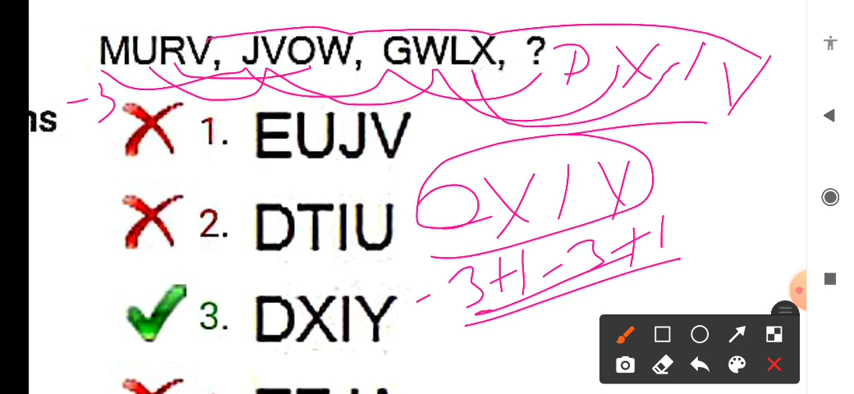 MURV, JVOW, GWLX, ? D X I Y
-3
ns
1. EUJV
2. DTIU
DXIY
3. DXIY
-3+1-3+1